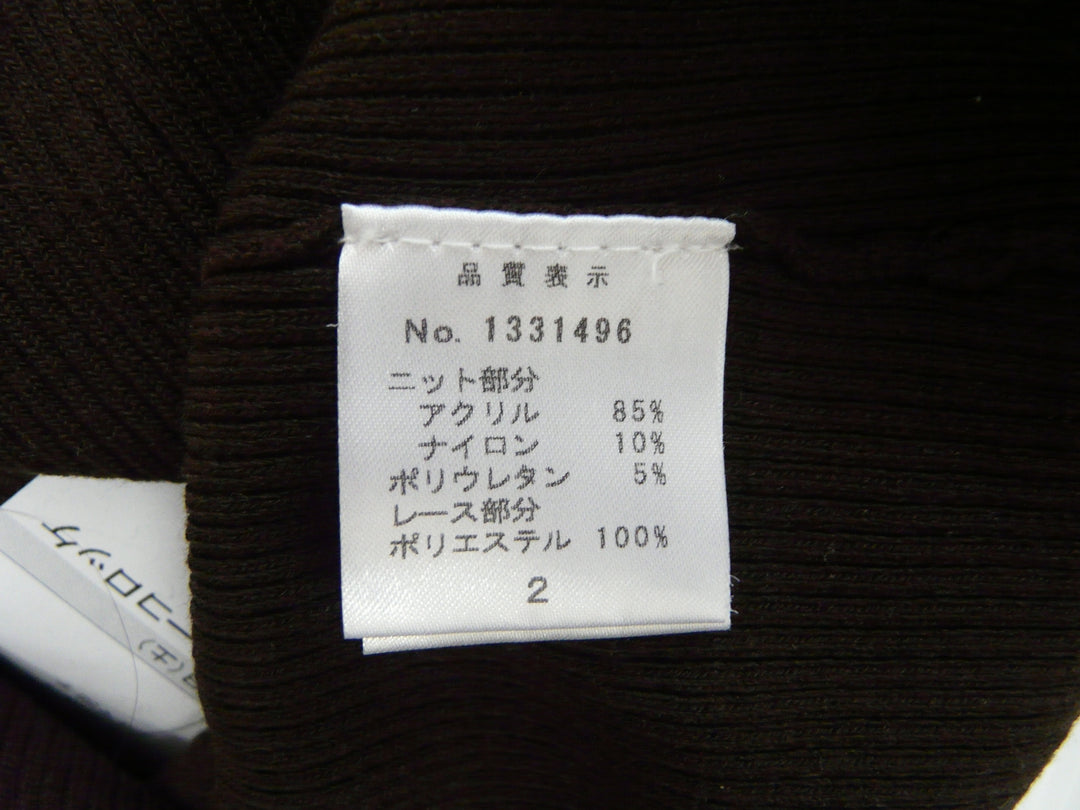 品質表示
No. 1331496
ニット部分
アクリル 85%
ナイロン 10%
ポリウレタン 5%
レース部分
ポリエステル 100%
2
(土)